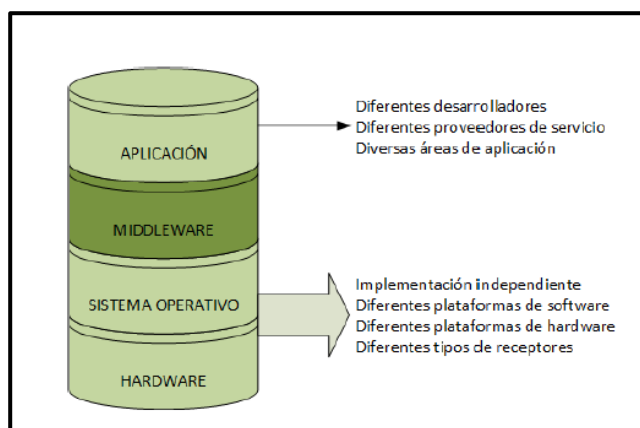 Diferentes desarrolladores
Diferentes proveedores de servicio
Diversas áreas de aplicación
APLICACIÓN
MIDDLEWARE
SISTEMA OPERATIVO
HARDWARE
Implementación independiente
Diferentes plataformas de software
Diferentes plataformas de hardware
Diferentes tipos de receptores